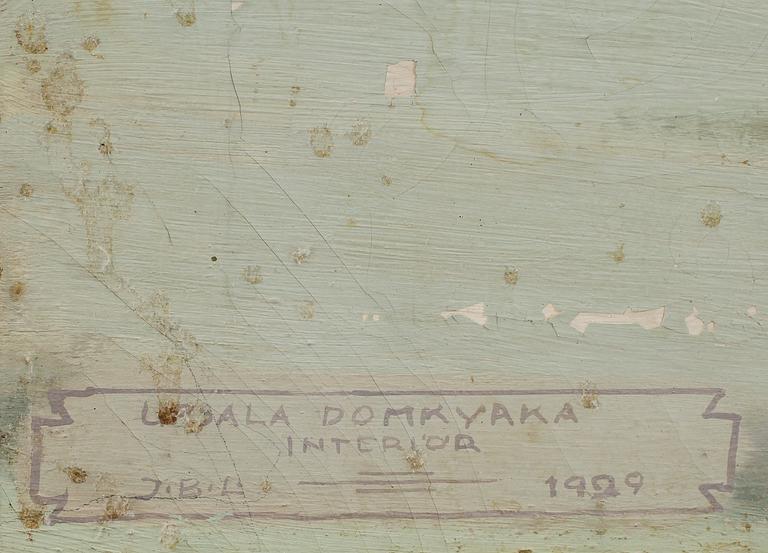 UPSALA DOMKYRKA
INTERIÖR
J.B.L 1929